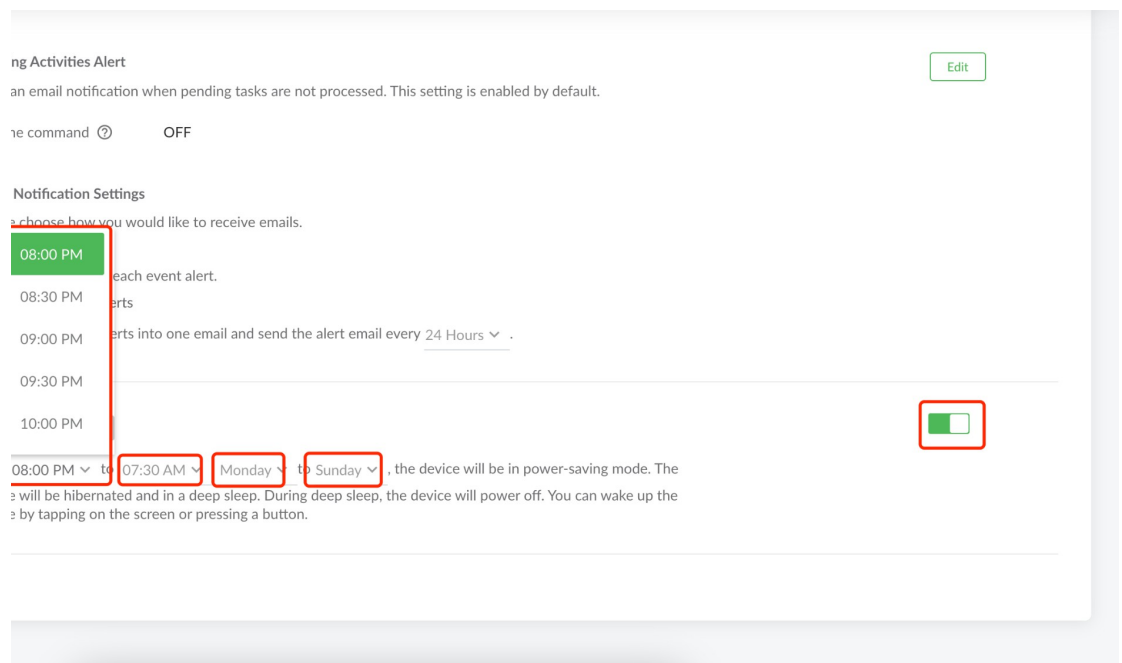 ng Activities Alert
Edit
an email notification when pending tasks are not processed. This setting is enabled by default.
ne command ? OFF
Notification Settings
e choose how you would like to receive emails.
08:00 PM
each event alert.
08:30 PM
erts
09:00 PM
erts into one email and send the alert email every 24 Hours .
09:30 PM
10:00 PM
08:00 PM to 07:30 AM Monday to Sunday , the device will be in power-saving mode. The
e will be hibernated and in a deep sleep. During deep sleep, the device will power off. You can wake up the
e by tapping on the screen or pressing a button.